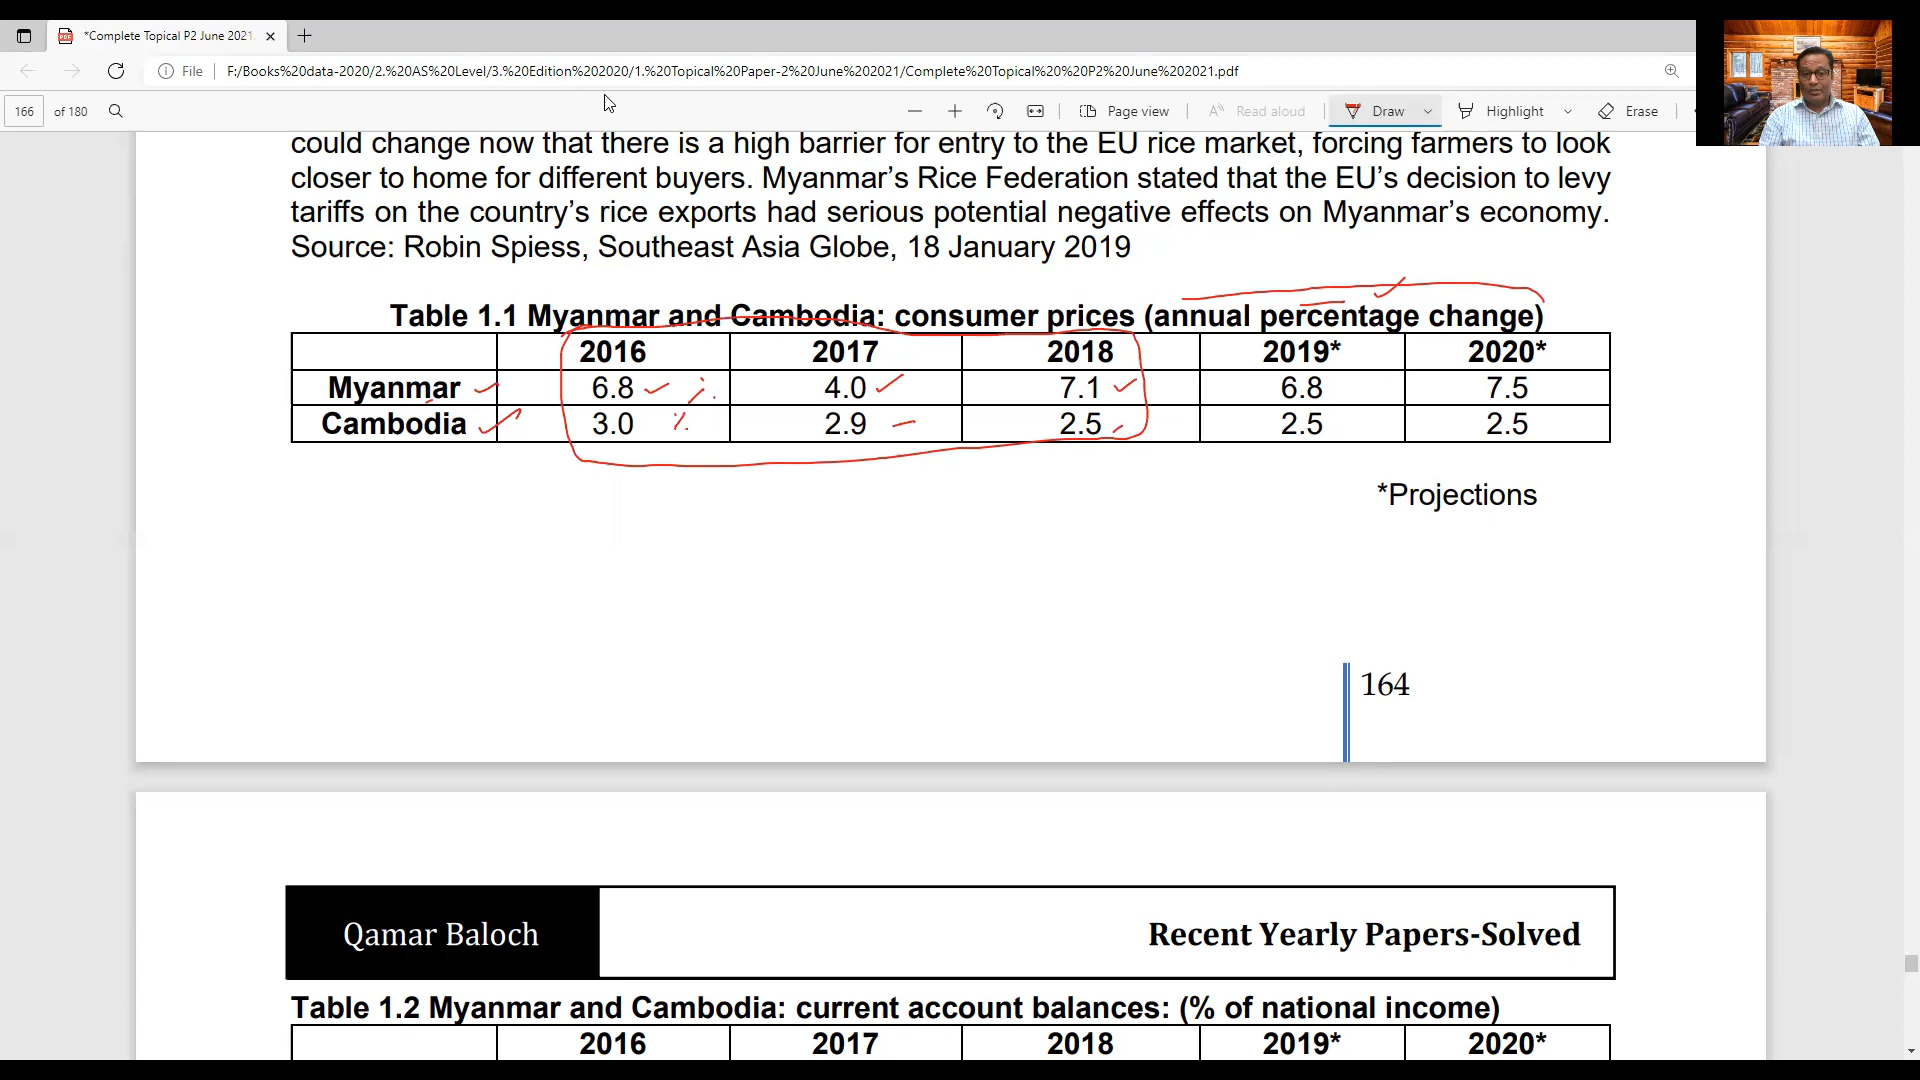 *Complete Topical P2 June 2021
File F:/Books%20data-2020/2.%20AS%20Level/3.%20Edition%202020/1.%20Topical%20Paper-2%20June%202021/Complete%20Topical%20%20P2%20June%202021.pdf
166 of 180 Page view Read aloud Draw Highlight Erase
could change now that there is a high barrier for entry to the EU rice market, forcing farmers to look
closer to home for different buyers. Myanmar’s Rice Federation stated that the EU’s decision to levy
tariffs on the country’s rice exports had serious potential negative effects on Myanmar’s economy.
Source: Robin Spiess, Southeast Asia Globe, 18 January 2019
Table 1.1 Myanmar and Cambodia: consumer prices (annual percentage change)
2016 2017 2018 2019* 2020*
Myanmar 6.8 % 4.0 7.1 6.8 7.5
Cambodia 3.0 % 2.9 2.5 2.5 2.5
*Projections
164
Qamar Baloch Recent Yearly Papers-Solved
Table 1.2 Myanmar and Cambodia: current account balances: (% of national income)
2016 2017 2018 2019* 2020*